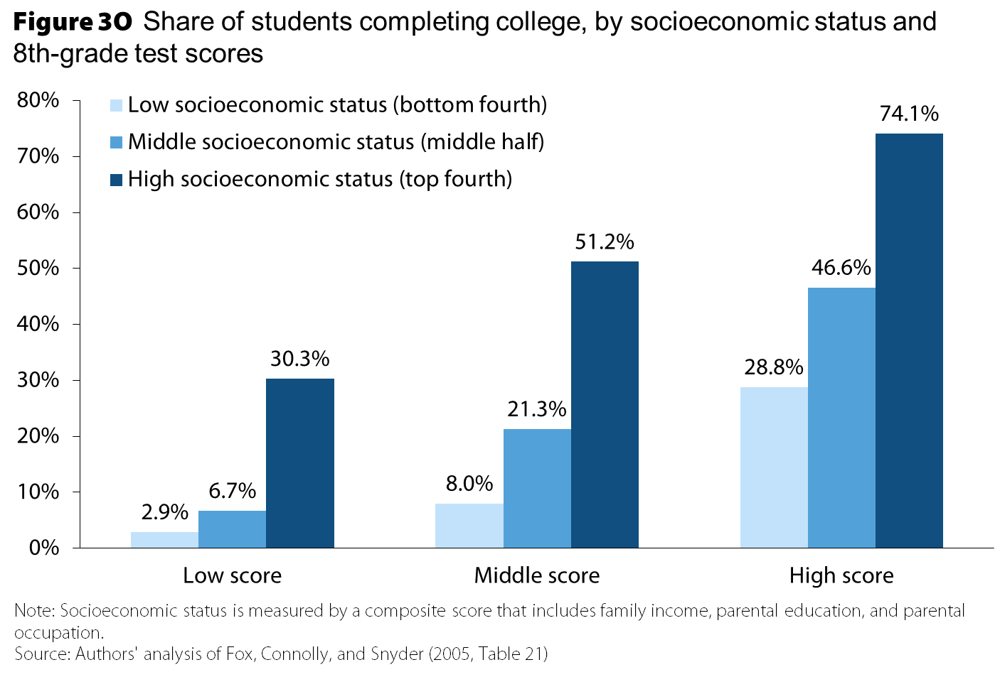 Figure 3O Share of students completing college, by socioeconomic status and
8th-grade test scores
80%
70%
60%
50%
40%
30%
20%
10%
0%
Low socioeconomic status (bottom fourth)
Middle socioeconomic status (middle half)
High socioeconomic status (top fourth)
2.9%
6.7%
30.3%
8.0%
21.3%
51.2%
28.8%
46.6%
74.1%
Low score
Middle score
High score
Note: Socioeconomic status is measured by a composite score that includes family income, parental education, and parental
occupation.
Source: Authors' analysis of Fox, Connolly, and Snyder (2005, Table 21)